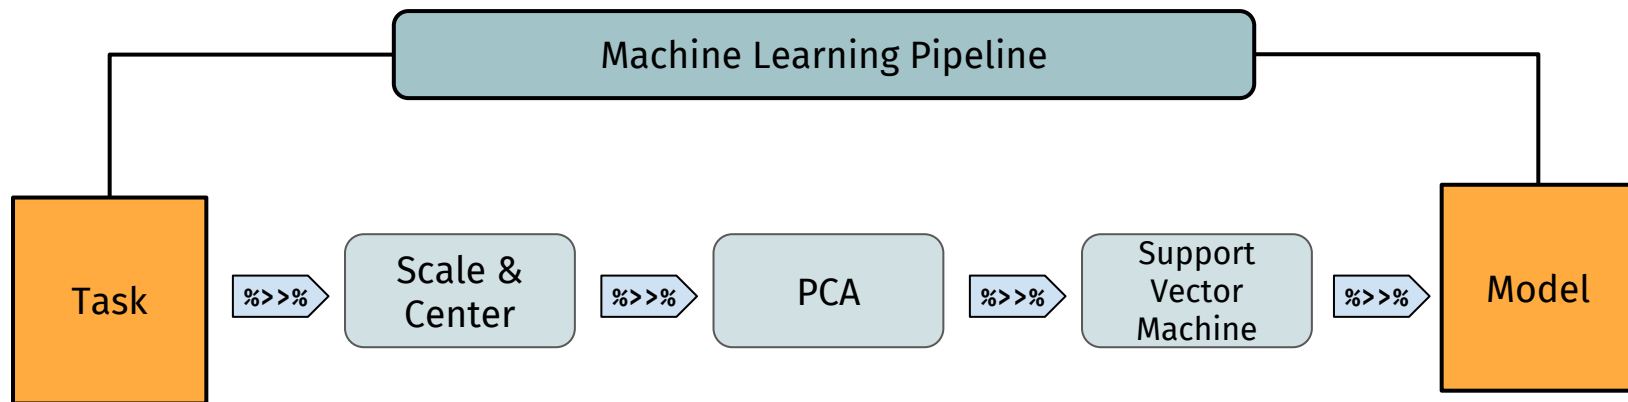 Machine Learning Pipeline
Task
%>>%
Scale &
Center
%>>%
PCA
%>>%
Support
Vector
Machine
%>>%
Model